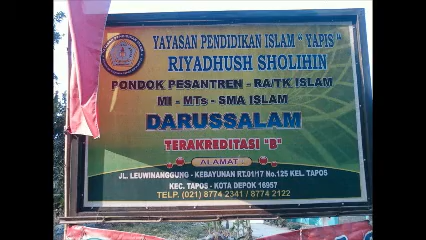 YAYASAN PENDIDIKAN ISLAM " YAPIS "
RIYADHUSH SHOLIHIN
PONDOK PESANTREN - RA/TK ISLAM
MI - MTs - SMA ISLAM
DARUSSALAM
TERAKREDITASI "B"
ALAMAT :
JL. LEUWINANGGUNG - KEBAYUNAN RT.01/17 No.125 KEL. TAPOS
KEC. TAPOS - KOTA DEPOK 16957
TELP. (021) 8774 2341 / 8774 2122